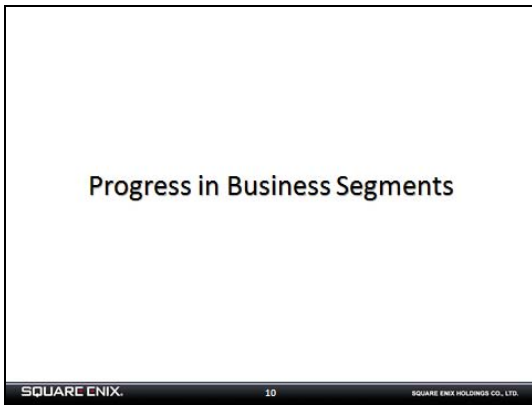 Progress in Business Segments
SQUARE ENIX.
10
SQUARE ENIX HOLDINGS CO., LTD.